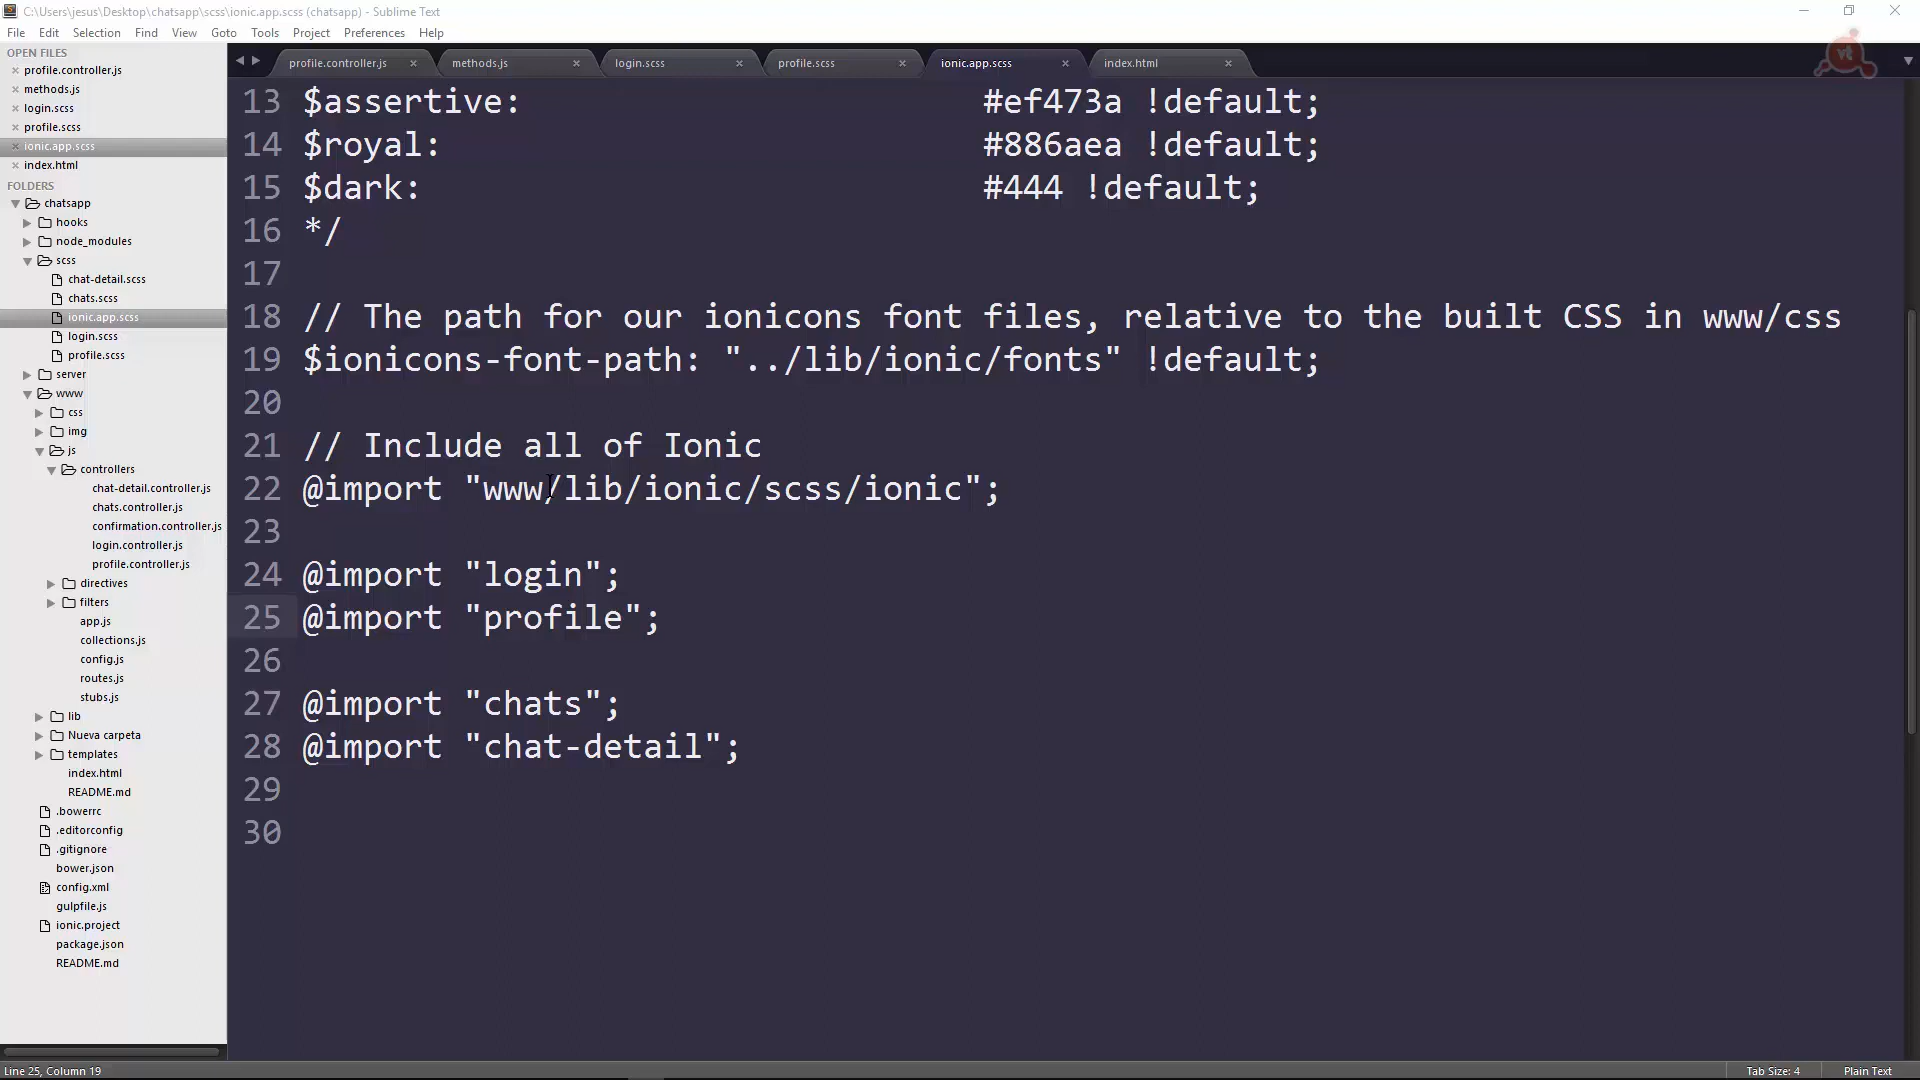 C:\Users\jesus\Desktop\chatsapp\scss\ionic.app.scss (chatsapp) - Sublime Text
File Edit Selection Find View Goto Tools Project Preferences Help
OPEN FILES
profile.controller.js
methods.js
login.scss
profile.scss
ionic.app.scss
index.html
FOLDERS
chatsapp
hooks
node_modules
scss
chat-detail.scss
chats.scss
ionic.app.scss
login.scss
profile.scss
server
www
css
img
js
controllers
chat-detail.controller.js
chats.controller.js
confirmation.controller.js
login.controller.js
profile.controller.js
directives
filters
app.js
collections.js
config.js
routes.js
stubs.js
lib
Nueva carpeta
templates
index.html
README.md
.bowerrc
.editorconfig
.gitignore
bower.json
config.xml
gulpfile.js
ionic.project
package.json
README.md
profile.controller.js methods.js login.scss profile.scss ionic.app.scss index.html
vt
13 $assertive: #ef473a !default;
14 $royal: #886aea !default;
15 $dark: #444 !default;
16 */
17
18 // The path for our ionicons font files, relative to the built CSS in www/css
19 $ionicons-font-path: "../lib/ionic/fonts" !default;
20
21 // Include all of Ionic
22 @import "www/lib/ionic/scss/ionic";
23
24 @import "login";
25 @import "profile";
26
27 @import "chats";
28 @import "chat-detail";
29
30
Line 25, Column 19 Tab Size: 4 Plain Text